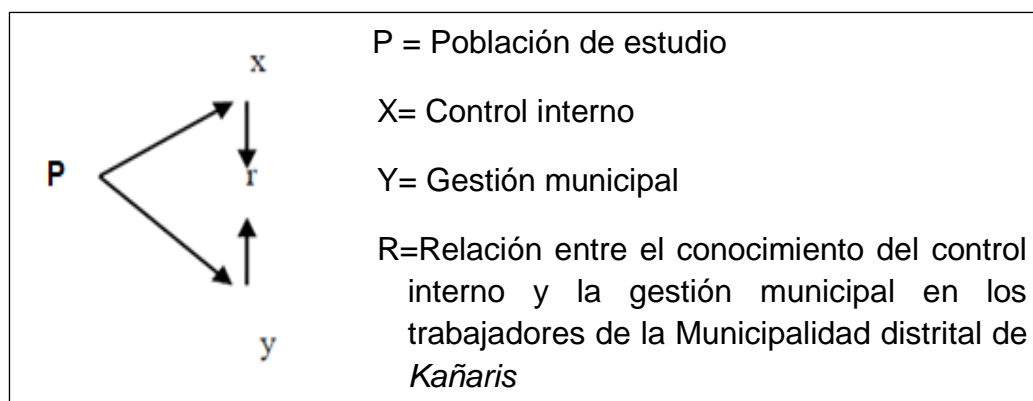 x
P
r
y
P = Población de estudio
X= Control interno
Y= Gestión municipal
R=Relación entre el conocimiento del control
interno y la gestión municipal en los
trabajadores de la Municipalidad distrital de
Kañaris